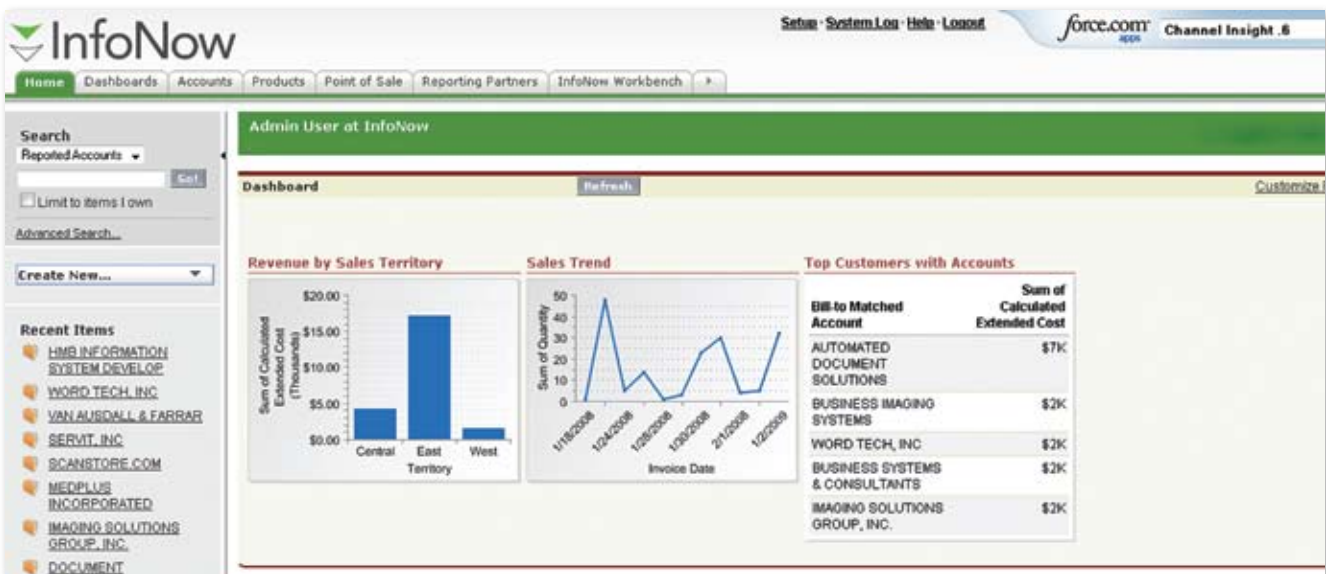 InfoNow
Setup · System Log · Help · Logout
force.com
apps
Channel Insight .6
Home Dashboards Accounts Products Point of Sale Reporting Partners InfoNow Workbench
Search
Reported Accounts
Go!
Limit to items I own
Advanced Search...
Create New...
Recent Items
HMB INFORMATION
SYSTEM DEVELOP
WORD TECH, INC
VAN AUSDALL & FARRAR
SERVIT, INC
SCANSTORE.COM
MEDPLUS
INCORPORATED
IMAGING SOLUTIONS
GROUP, INC.
DOCUMENT
Admin User at InfoNow
Dashboard
Refresh
Customize
Revenue by Sales Territory
Sum of Calculated
Extended Cost
(Thousands)
$20.00
$15.00
$10.00
$5.00
$0.00
Central East West
Territory
Sales Trend
Sum of Quantity
50
40
30
20
10
0
1/18/2008 1/24/2008 1/28/2008 1/30/2008 2/1/2008 1/2/2009
Invoice Date
Top Customers with Accounts
Bill-to Matched
Account
Sum of
Calculated
Extended Cost
AUTOMATED
DOCUMENT
SOLUTIONS
$7K
BUSINESS IMAGING
SYSTEMS
$2K
WORD TECH, INC
$2K
BUSINESS SYSTEMS
& CONSULTANTS
$2K
IMAGING SOLUTIONS
GROUP, INC.
$2K